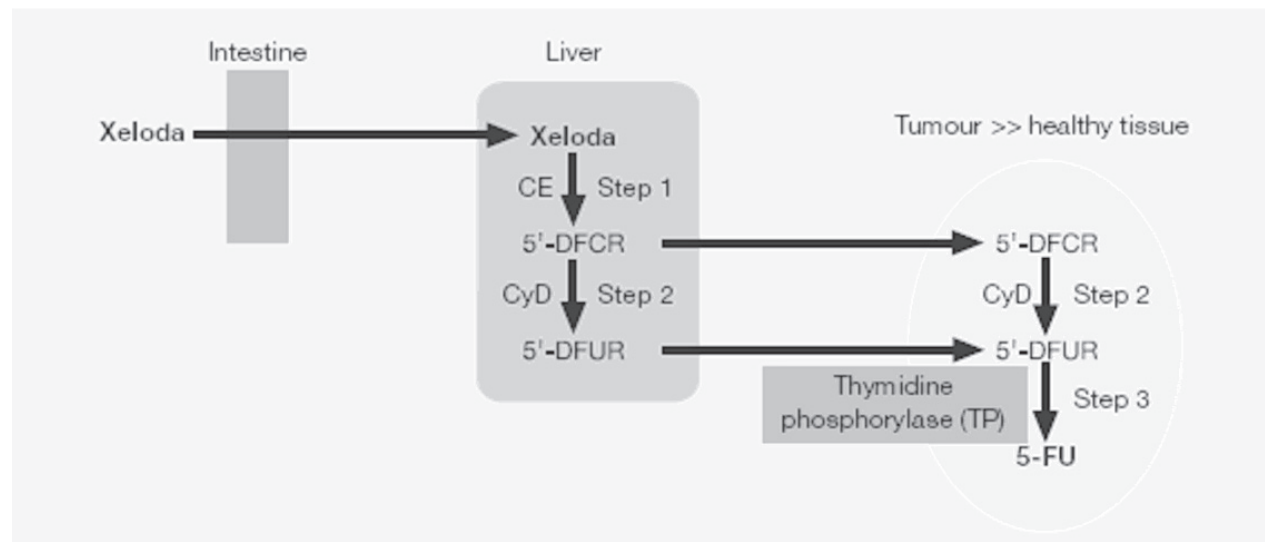 Intestine
Liver
Tumour >> healthy tissue
Xeloda
Xeloda
CE Step 1
5'-DFCR
5'-DFCR
CyD Step 2
CyD Step 2
5'-DFUR
5'-DFUR
Thymidine
phosphorylase (TP)
Step 3
5-FU